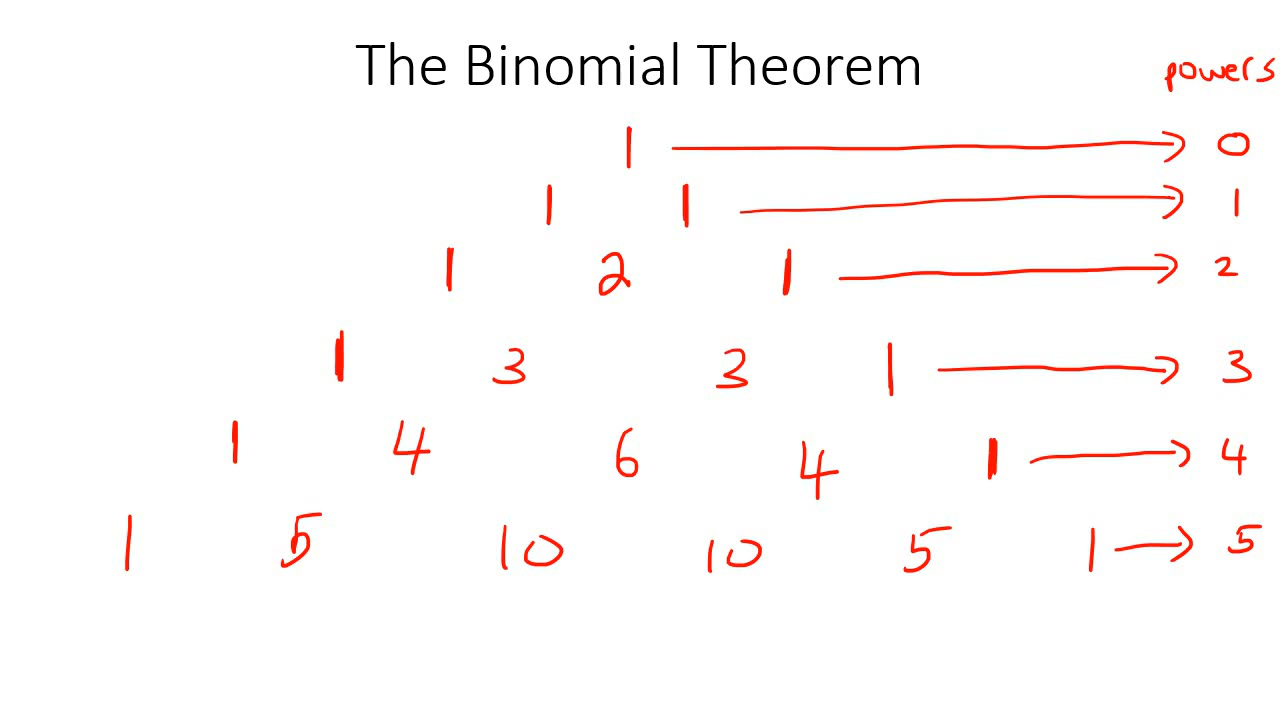 The Binomial Theorem
powers
1 → 0
1 1 → 1
1 2 1 → 2
1 3 3 1 → 3
1 4 6 4 1 → 4
1 5 10 10 5 1 → 5